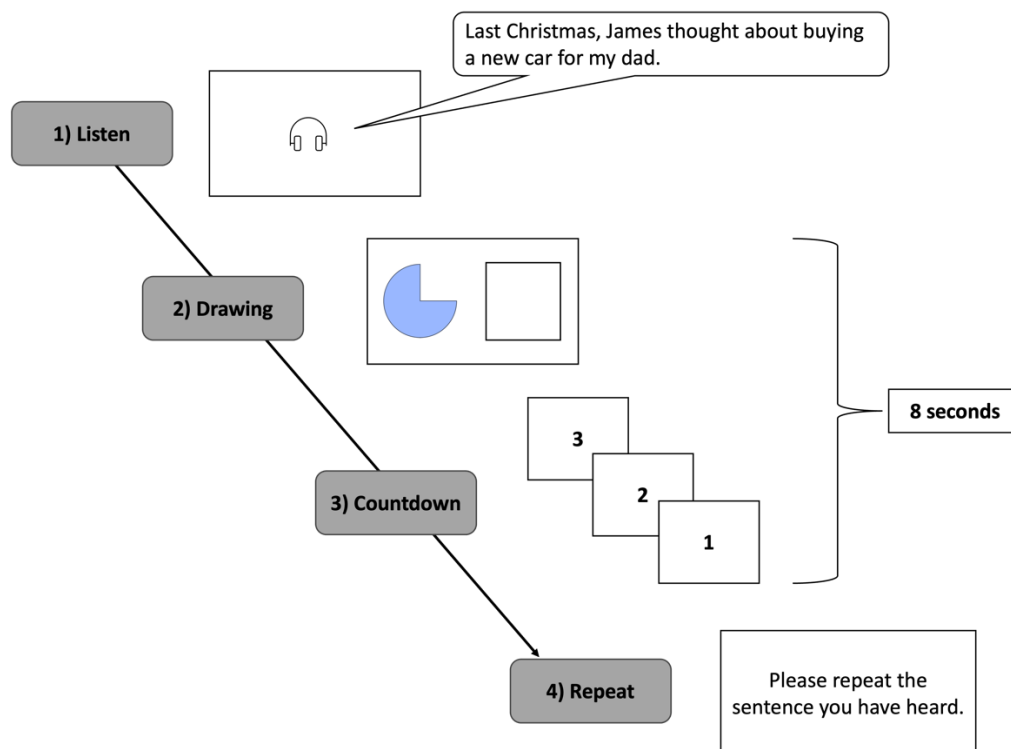 Last Christmas, James thought about buying
a new car for my dad.
1) Listen
2) Drawing
3
2
1
8 seconds
3) Countdown
4) Repeat
Please repeat the
sentence you have heard.